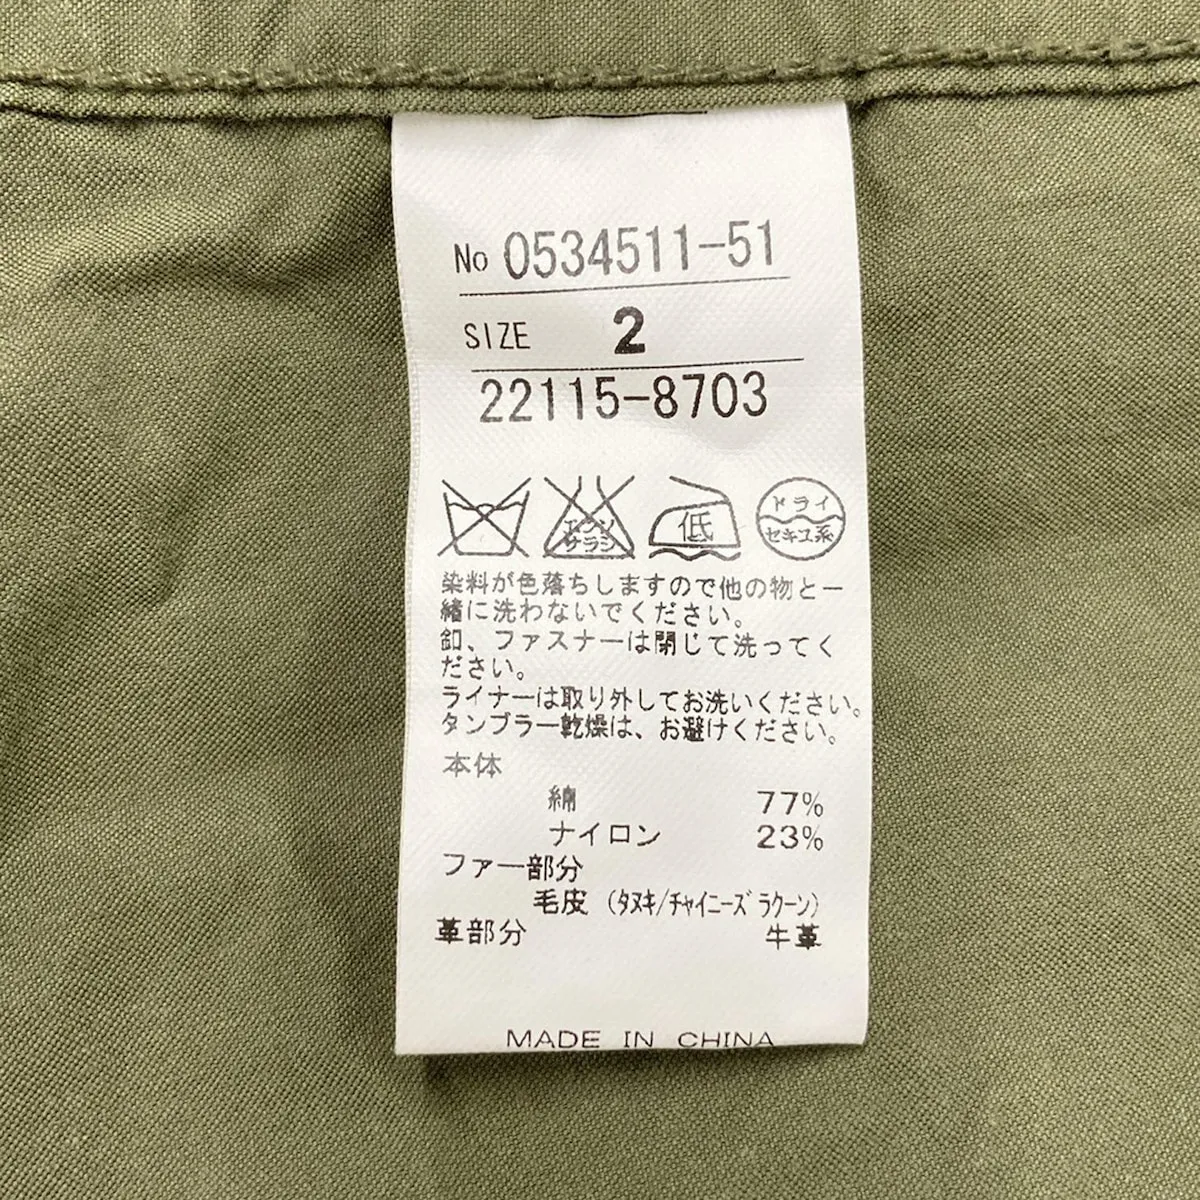 No 0534511-51
SIZE 2
22115-8703
エンソ サラシ
低
ドライ
セキユ系
染料が色落ちしますので他の物と一
緒に洗わないでください。
釦、ファスナーは閉じて洗ってく
ださい。
ライナーは取り外してお洗いください。
タンブラー乾燥は、お避けください。
本体
綿 77%
ナイロン 23%
ファー部分
毛皮 (タヌキ/チャイニーズラクーン)
革部分 牛革
MADE IN CHINA